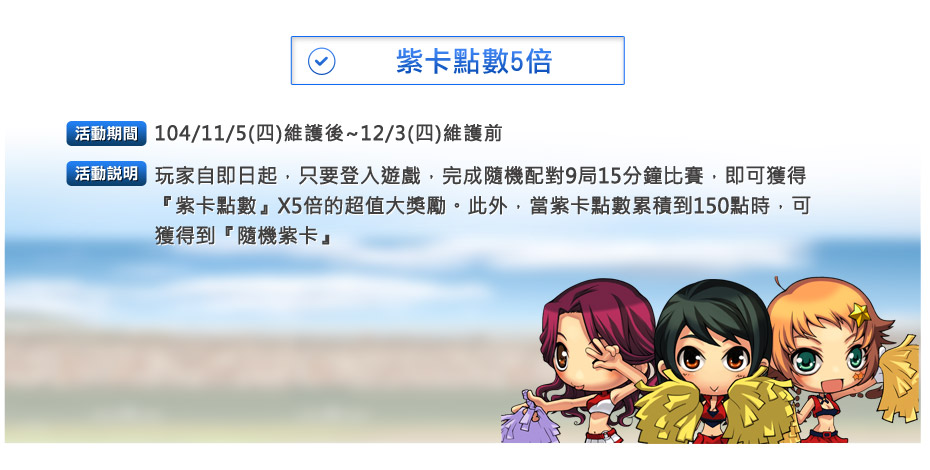 紫卡點數5倍
活動期間 104/11/5(四)維護後~12/3(四)維護前
活動説明 玩家自即日起，只要登入遊戲，完成隨機配對9局15分鐘比賽，即可獲得
『紫卡點數』X5倍的超值大獎勵。此外，當紫卡點數累積到150點時，可
獲得到『隨機紫卡』